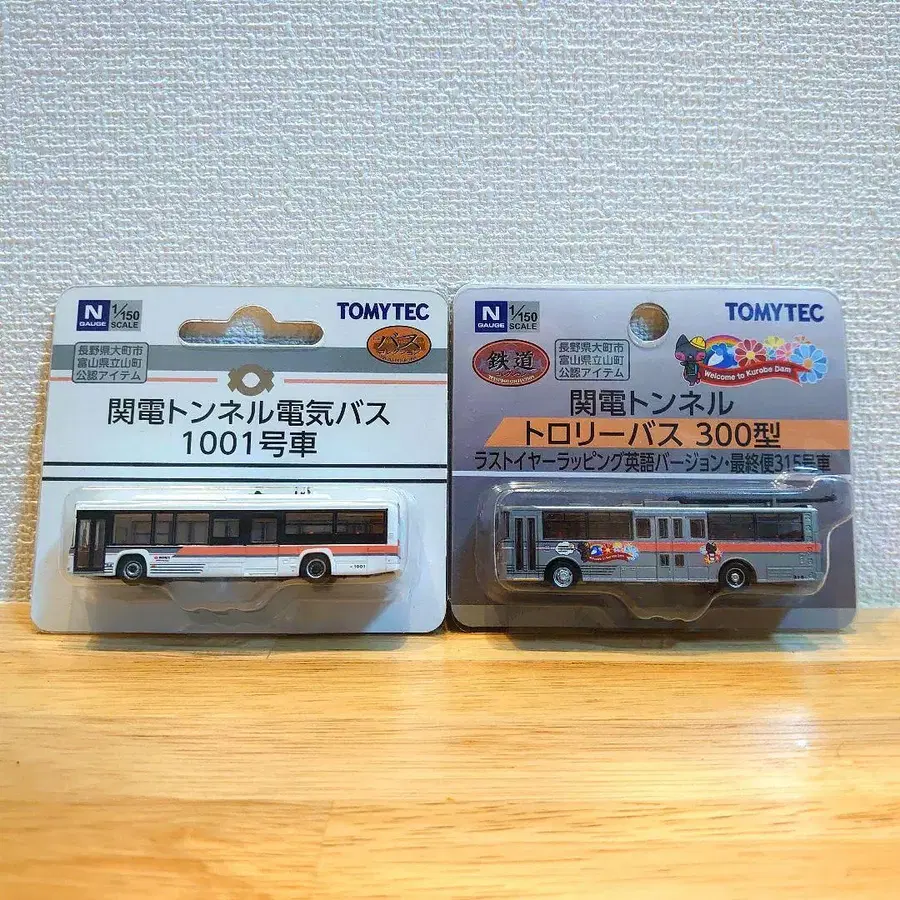 N
GAUGE
1/150
SCALE
TOMYTEC
長野県大町市
富山県立山町
公認アイテム
バス
関電トンネル電気バス
1001号車
1001
N
GAUGE
1/150
SCALE
TOMYTEC
鉄道
長野県大町市
富山県立山町
公認アイテム
Welcome to Kurobe Dam
関電トンネル
トロリーバス 300型
ラストイヤーラッピング英語バージョン・最終便315号車